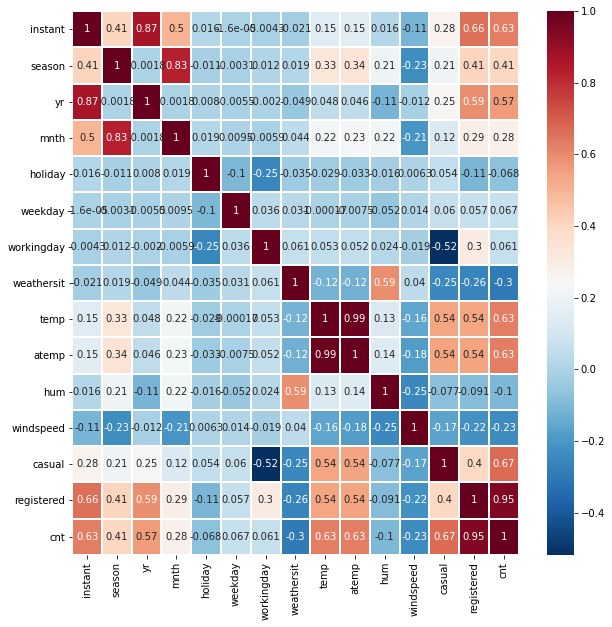 instant 1 0.41 0.87 0.5 0.016 1.6e-05 0.0043 -0.021 0.15 0.15 0.016 -0.11 0.28 0.66 0.63
season 0.41 1 0.0018 0.83 -0.011 0.0031 0.012 0.019 0.33 0.34 0.21 -0.23 0.21 0.41 0.41
yr 0.87 -0.0018 1 -0.0018 0.008 0.0055 -0.002 -0.049 0.048 0.046 -0.11 -0.012 0.25 0.59 0.57
mnth 0.5 0.83 -0.0018 1 0.019 0.0095 0.0059 0.044 0.22 0.23 0.22 -0.21 0.12 0.29 0.28
holiday -0.016 -0.011 0.008 0.019 1 -0.1 -0.25 -0.035 -0.029 -0.033 -0.016 0.0063 0.054 -0.11 -0.068
weekday 1.6e-05 0.0031 0.0055 0.0095 -0.1 1 0.036 0.031 0.00017 0.0075 -0.052 0.014 0.06 0.057 0.067
workingday -0.0043 0.012 -0.002 0.0059 -0.25 0.036 1 0.061 0.053 0.052 0.024 -0.019 -0.52 0.3 0.061
weathersit -0.021 0.019 -0.049 0.044 -0.035 0.031 0.061 1 -0.12 -0.12 0.59 0.04 -0.25 -0.26 -0.3
temp 0.15 0.33 0.048 0.22 -0.029 0.00017 0.053 -0.12 1 0.99 0.13 -0.16 0.54 0.54 0.63
atemp 0.15 0.34 0.046 0.23 -0.033 0.0075 0.052 -0.12 0.99 1 0.14 -0.18 0.54 0.54 0.63
hum 0.016 0.21 -0.11 0.22 -0.016 -0.052 0.024 0.59 0.13 0.14 1 -0.25 -0.077 -0.091 -0.1
windspeed -0.11 -0.23 -0.012 -0.21 0.0063 0.014 -0.019 0.04 -0.16 -0.18 -0.25 1 -0.17 -0.22 -0.23
casual 0.28 0.21 0.25 0.12 0.054 0.06 -0.52 -0.25 0.54 0.54 -0.077 -0.17 1 0.4 0.67
registered 0.66 0.41 0.59 0.29 -0.11 0.057 0.3 -0.26 0.54 0.54 -0.091 -0.22 0.4 1 0.95
cnt 0.63 0.41 0.57 0.28 -0.068 0.067 0.061 -0.3 0.63 0.63 -0.1 -0.23 0.67 0.95 1
instant season yr mnth holiday weekday workingday weathersit temp atemp hum windspeed casual registered cnt
1.0
0.8
0.6
0.4
0.2
0.0
−0.2
−0.4